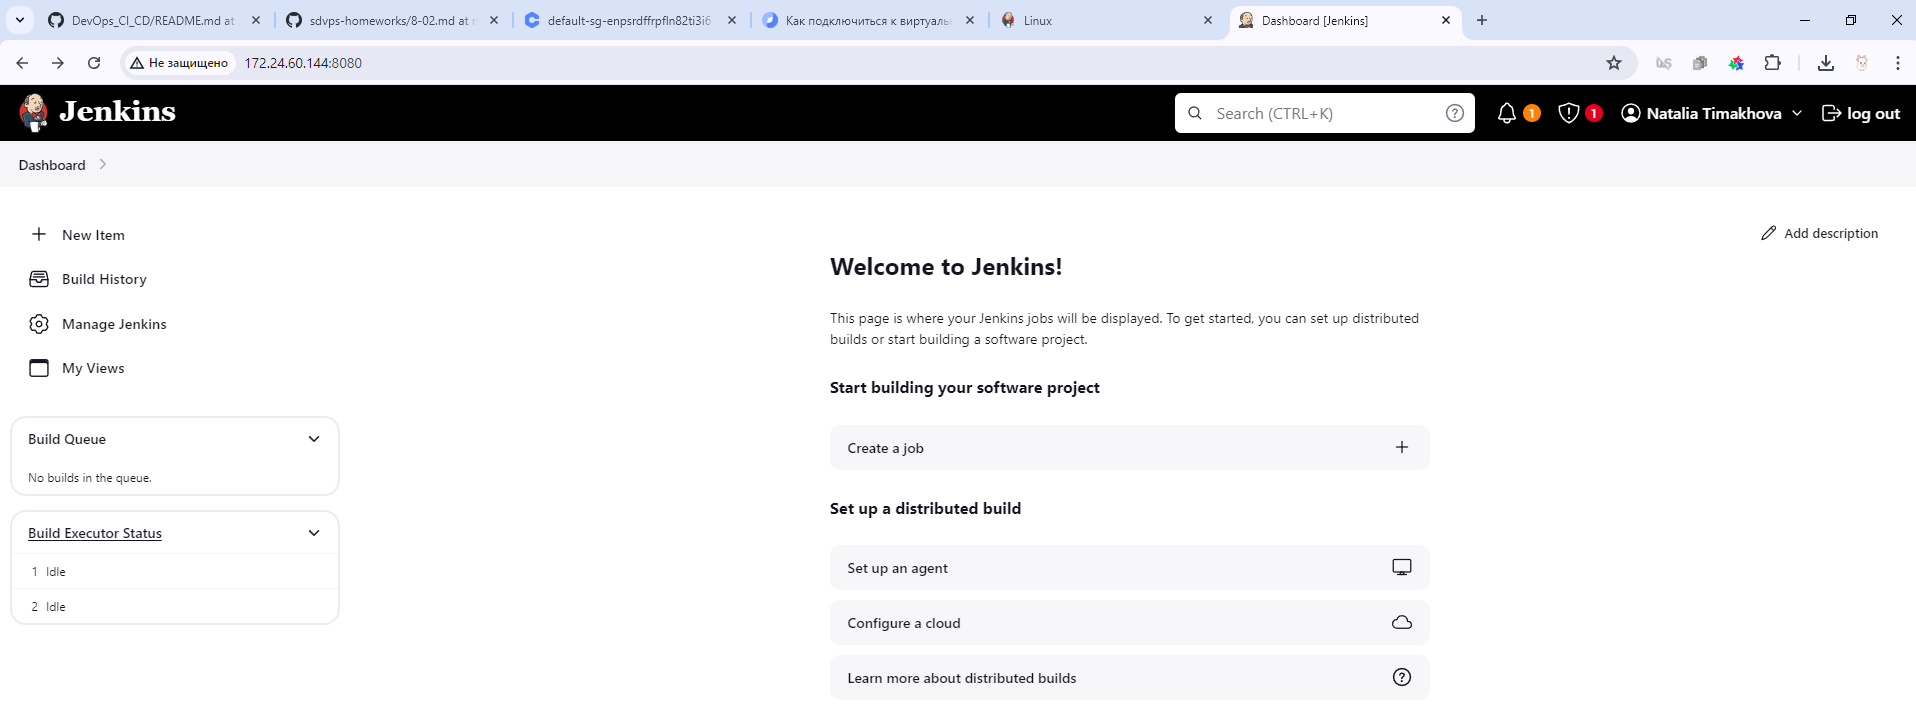 DevOps_CI_CD/README.md at
sdvps-homeworks/8-02.md at
default-sg-enpsrdffrpfln82ti3i6
Как подключиться к виртуаль
Linux
Dashboard [Jenkins]
Не защищено
172.24.60.144:8080
Jenkins
Search (CTRL+K)
1
1
Natalia Timakhova
log out
Dashboard
New Item
Build History
Manage Jenkins
My Views
Build Queue
No builds in the queue.
Build Executor Status
1 Idle
2 Idle
Add description
Welcome to Jenkins!
This page is where your Jenkins jobs will be displayed. To get started, you can set up distributed
builds or start building a software project.
Start building your software project
Create a job
Set up a distributed build
Set up an agent
Configure a cloud
Learn more about distributed builds